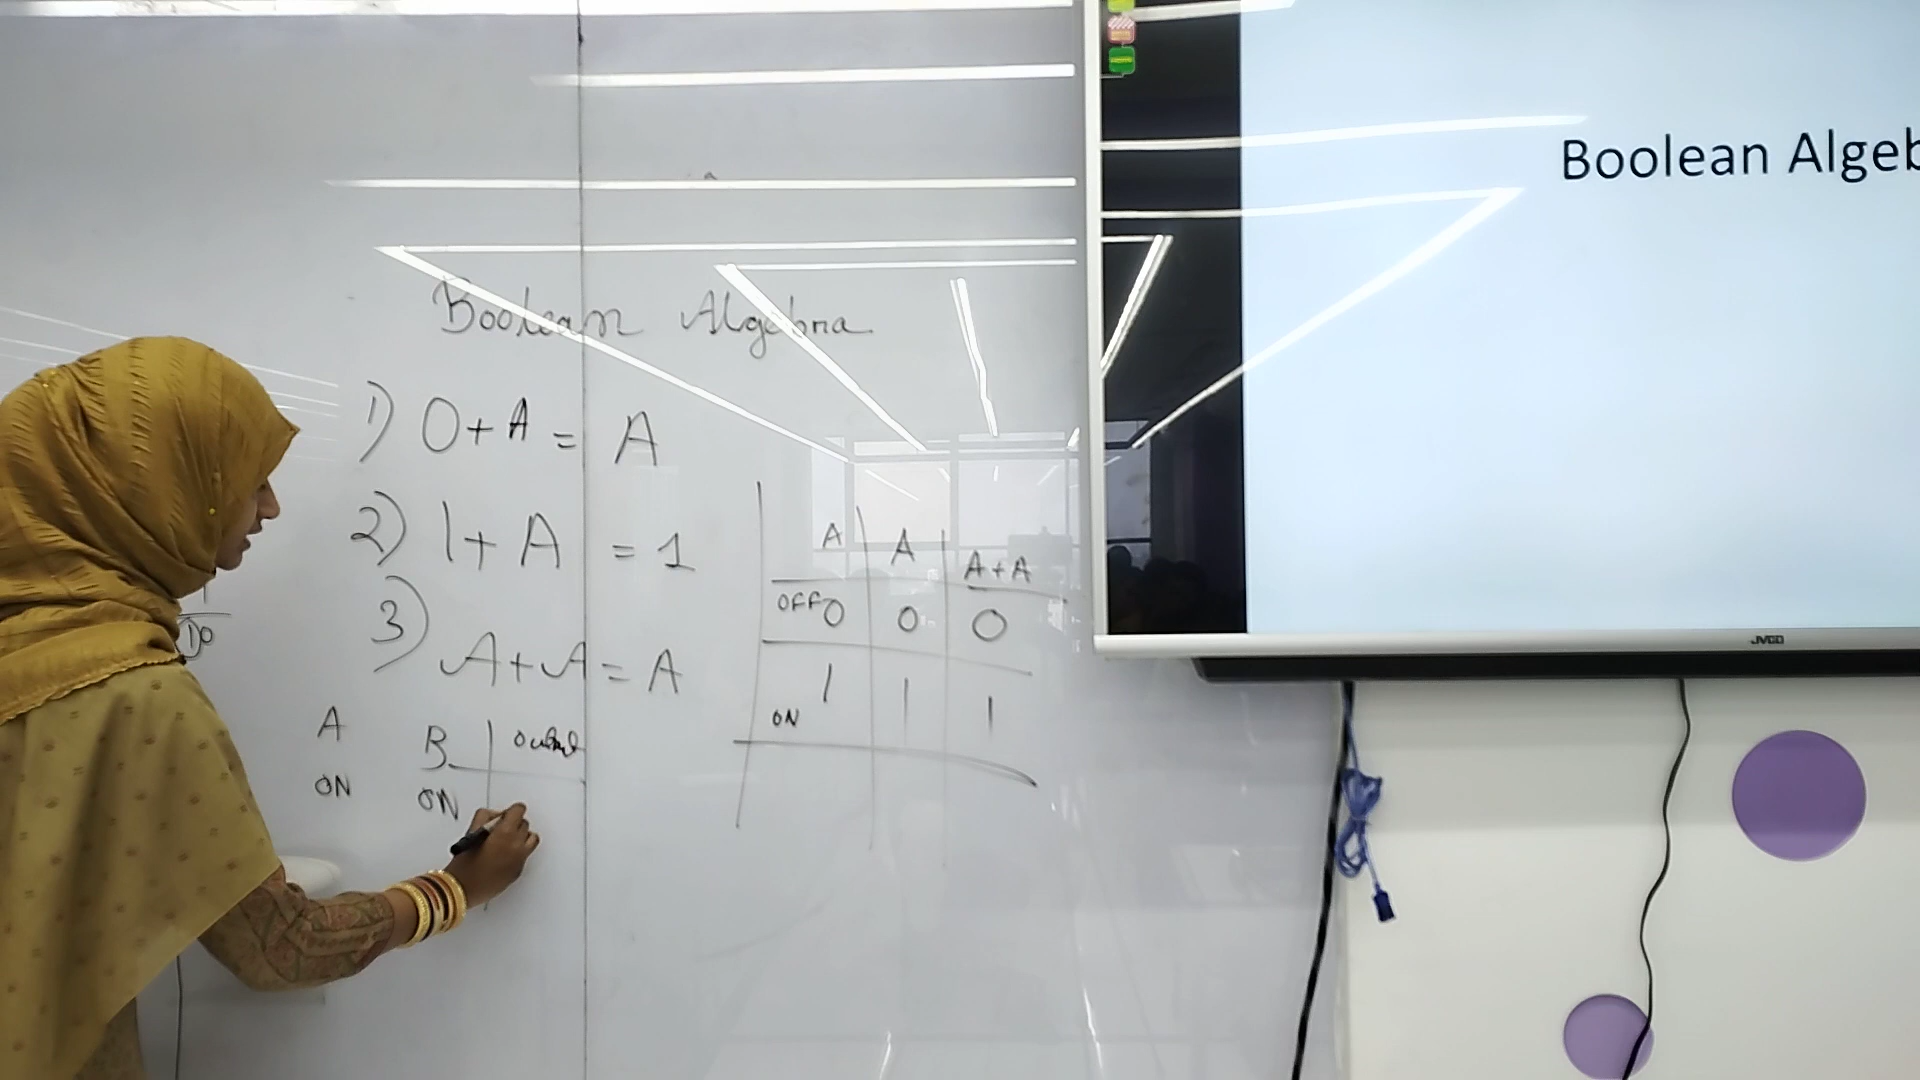 Boolean Algeb
Boolean Algebra
1) 0 + A = A
2) 1 + A = 1
3) A + A = A
A | A | A + A
OFF 0 | 0 | 0
1 | 1 | 1
ON
A B | output
ON ON
JVCO